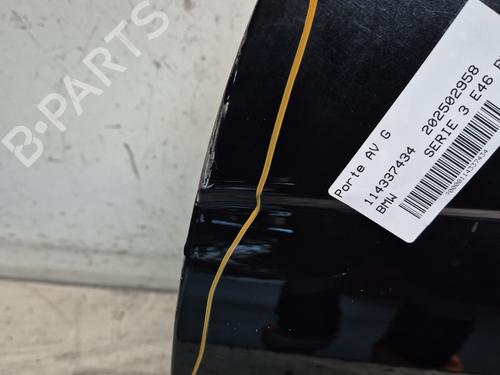 B-PARTS
Porte AV G
114337434 202502958
BMW SERIE 3 E46